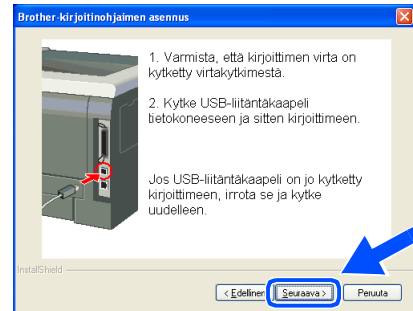 Brother-kirjoitinohjaimen asennus
1. Varmista, että kirjoittimen virta on
kytketty virtakytkimestä.
2. Kytke USB-liitäntäkaapeli
tietokoneeseen ja sitten kirjoittimeen.
Jos USB-liitäntäkaapeli on jo kytketty
kirjoittimeen, irrota se ja kytke
uudelleen.
InstallShield
< Edellinen Seuraava > Peruuta